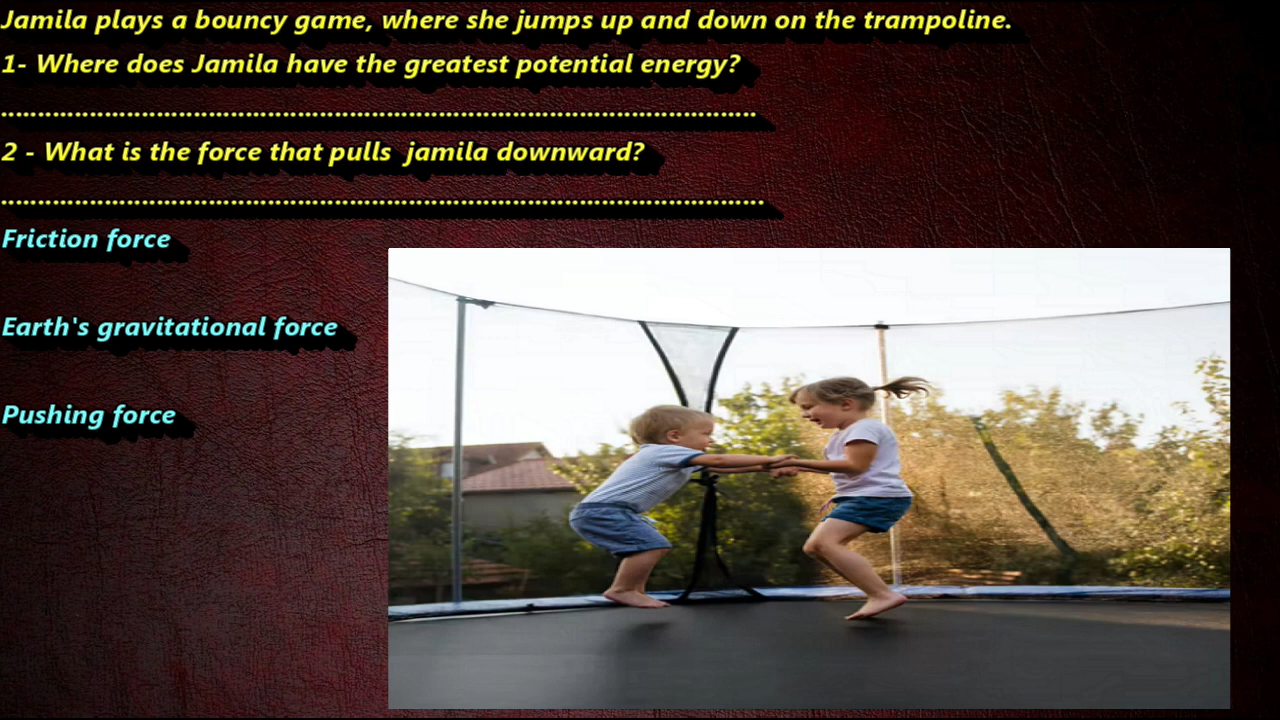 Jamila plays a bouncy game, where she jumps up and down on the trampoline.
1- Where does Jamila have the greatest potential energy?
........................................................................................................
2 - What is the force that pulls  jamila downward?
.........................................................................................................
Friction force
Earth's gravitational force
Pushing force